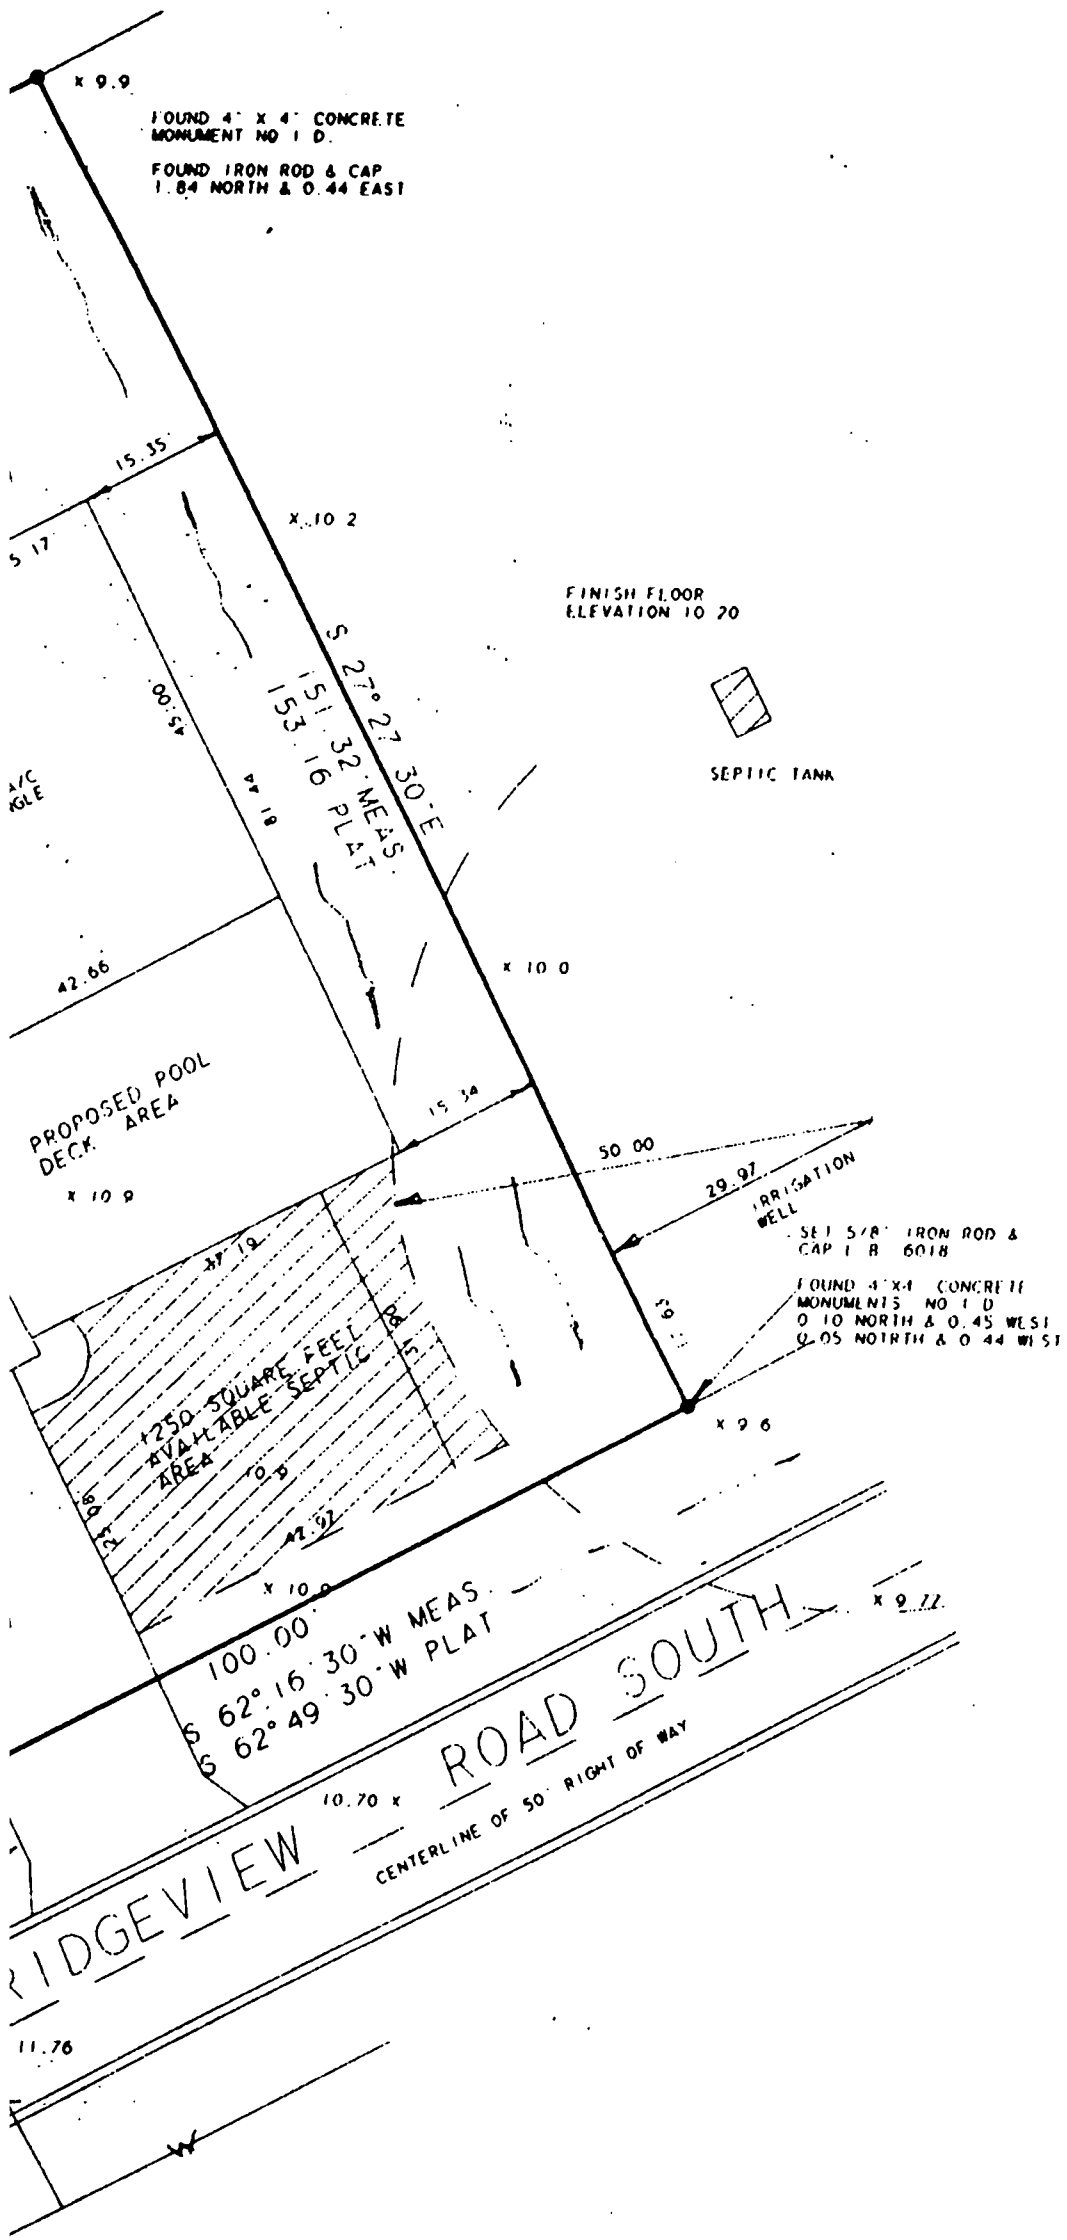 x 9.9
FOUND 4" X 4" CONCRETE
MONUMENT NO I D.
FOUND IRON ROD & CAP
1.84 NORTH & 0.44 EAST
15.35'
5 17
x 10 2
FINISH FLOOR
ELEVATION 10 20
S 27° 27' 30" E
151.32' MEAS.
153.16 PLAT
45.00
81 44
SEPTIC TANK
A/C
42.66
x 10 0
PROPOSED POOL
DECK AREA
15 34
50 00
29.97
IRRIGATION
WELL
SET 5/8" IRON ROD &
CAP L B 6018
FOUND 4"X4" CONCRETE
MONUMENTS NO I D
0 10 NORTH & 0.45 WEST
0.05 NOTRTH & 0.44 WEST
+250 SQUARE FEET
AVAILABLE SEPTIC
AREA
42.92
x 9 6
100.00'
S 62° 16' 30" W MEAS.
S 62° 49' 30" W PLAT
x 9.77
RIDGEVIEW ROAD SOUTH
10.70 x
CENTERLINE OF 50' RIGHT OF WAY
11.76
W